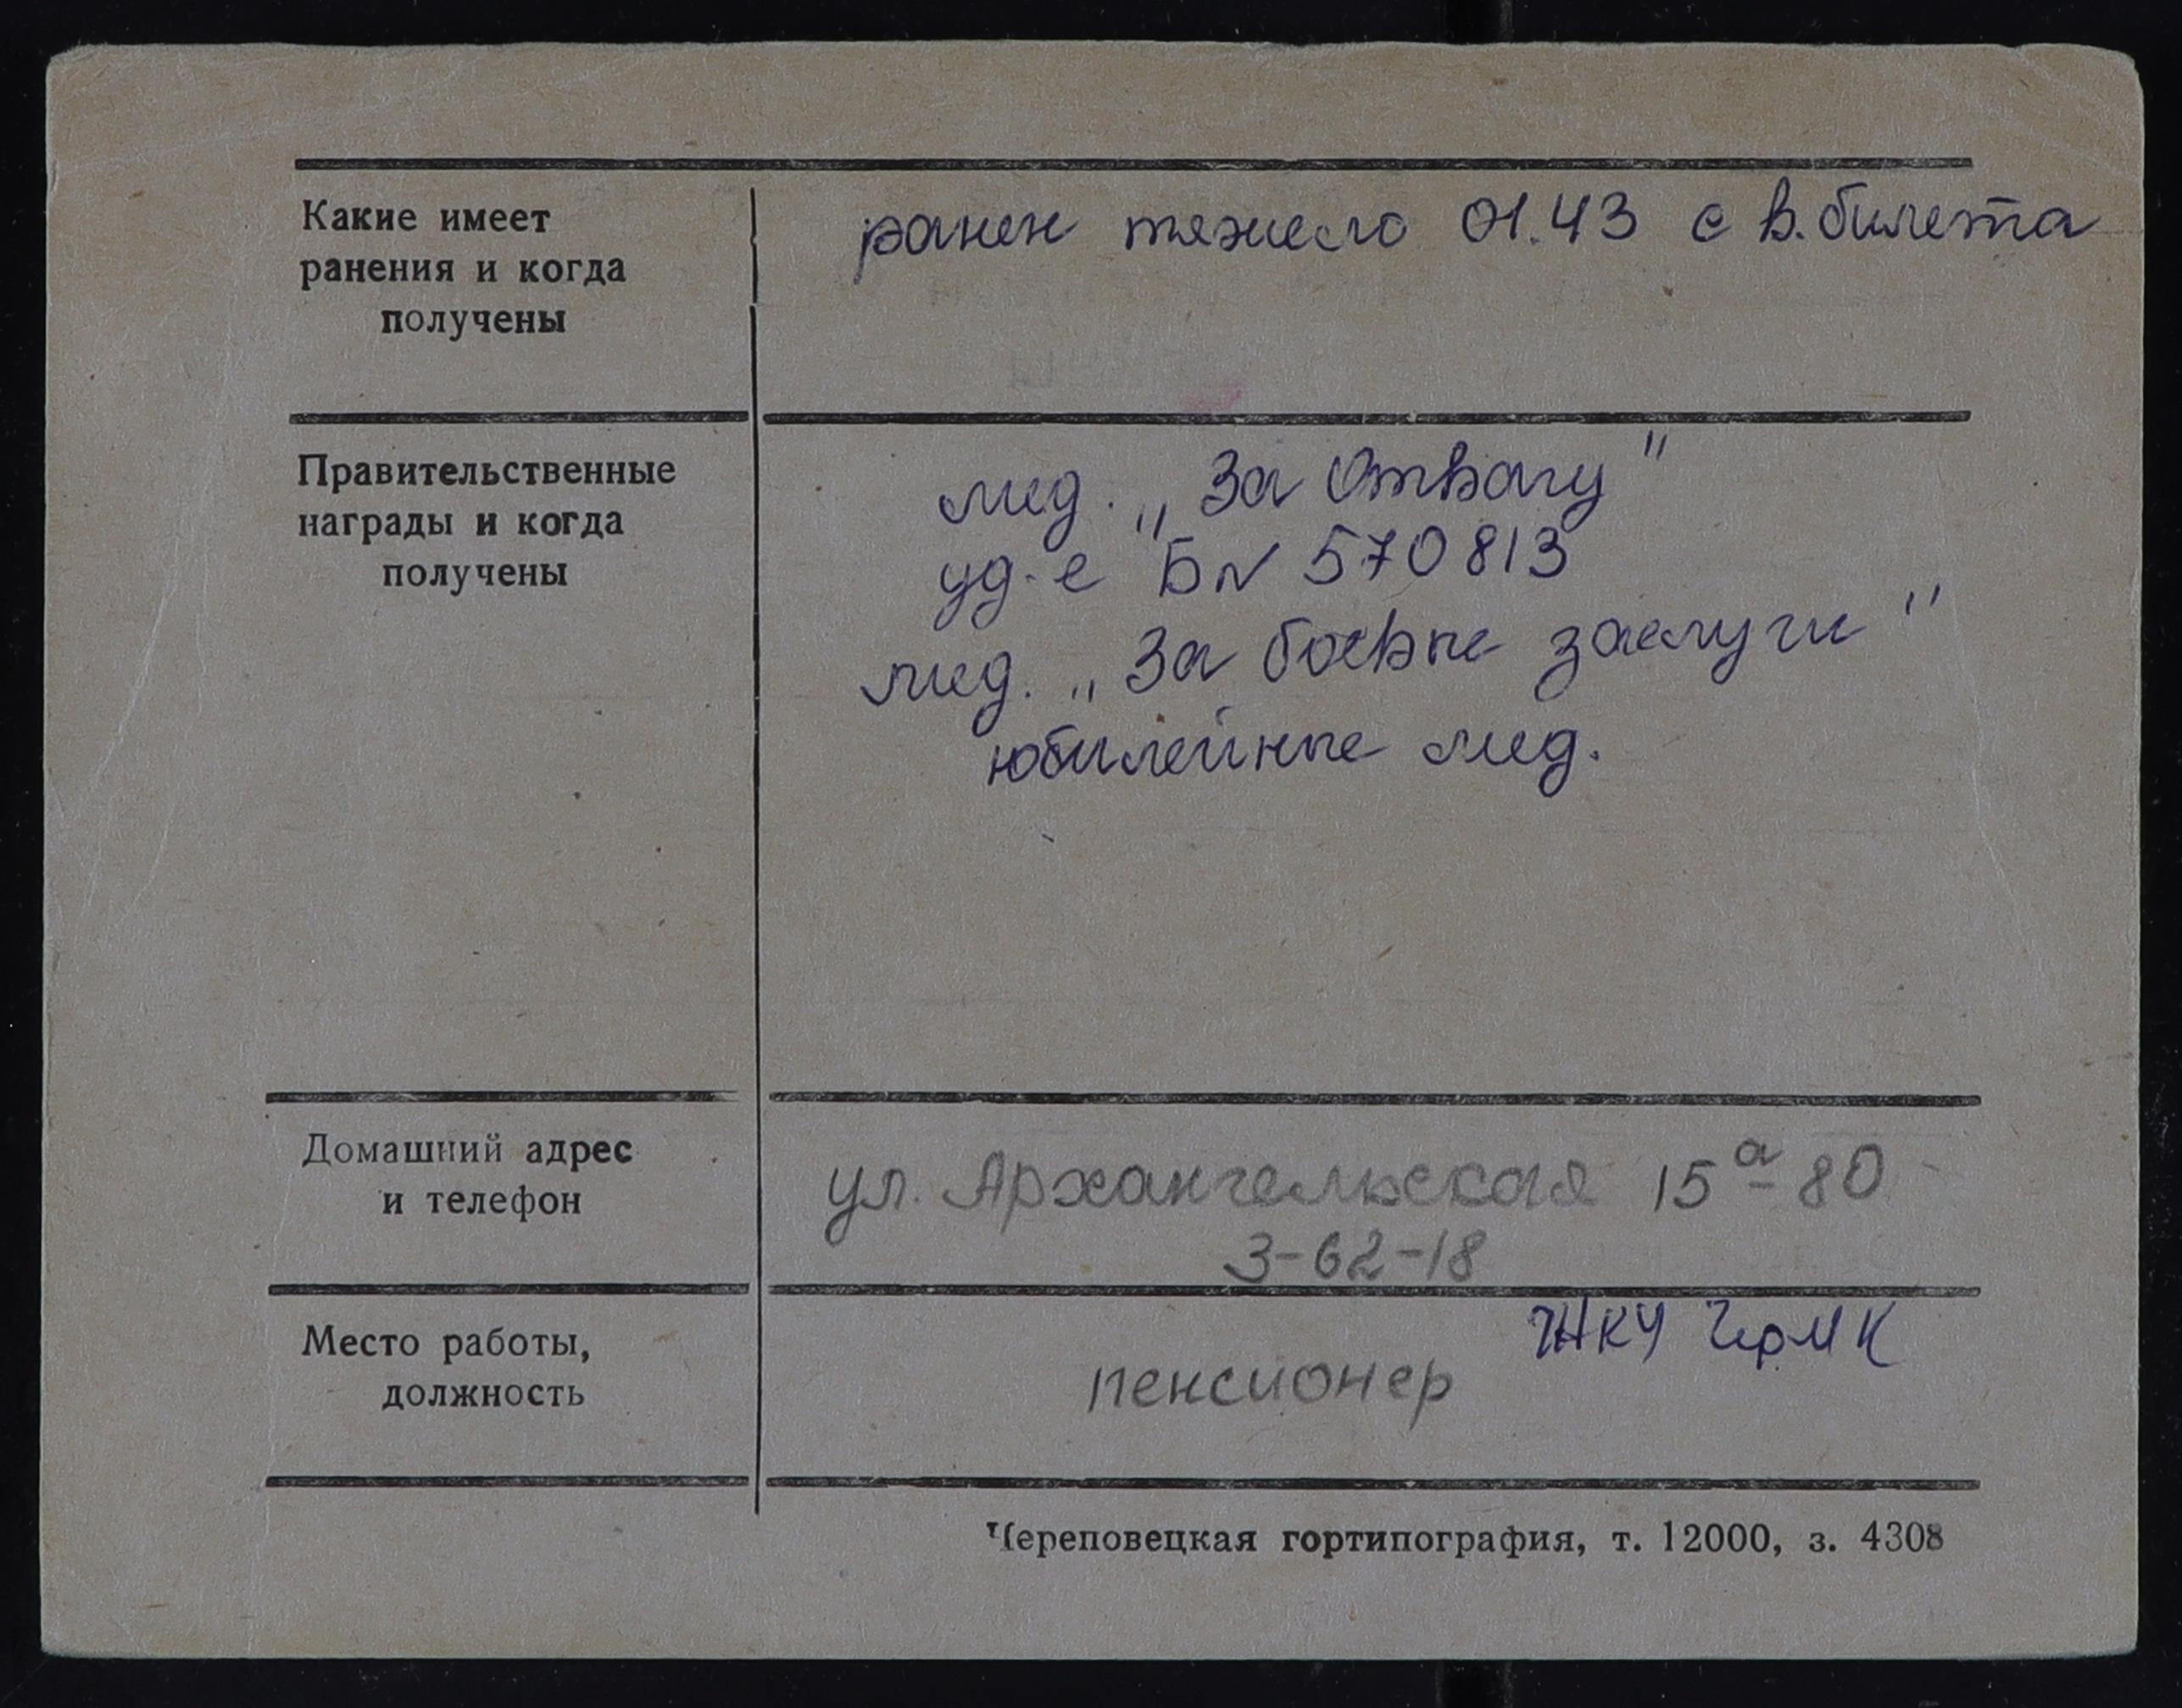 Какие имеет
ранения и когда
получены
ранен тяжело 01.43 с в. билета
Правительственные
награды и когда
получены
мед. „За Отвагу"
уд-е Б№ 570813
мед. „За боевые заслуги"
юбилейные мед.
Домашний адрес
и телефон
ул. Архангельская 15а-80
3-62-18
Место работы,
должность
ЖКУ ЧерМК
пенсионер
Череповецкая гортипография, т. 12000, з. 4308